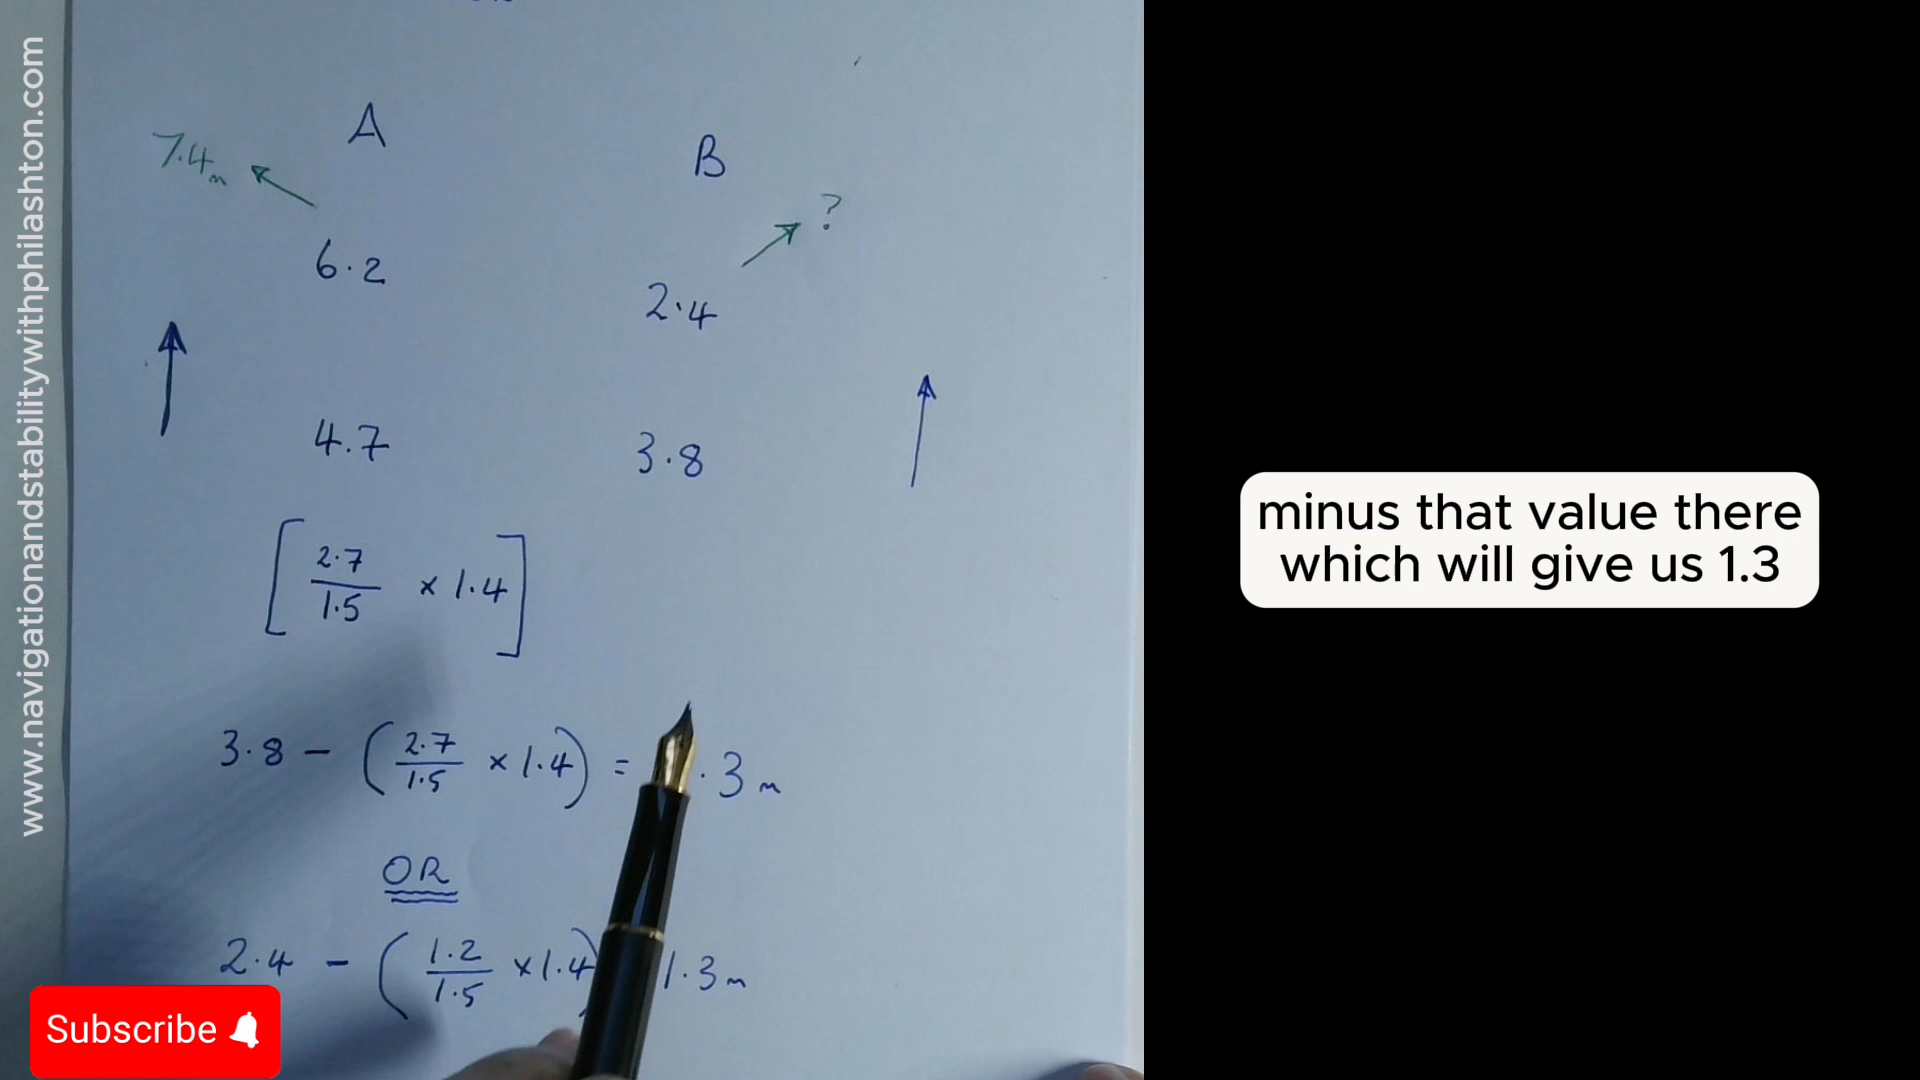 www.navigationandstabilitywithphilashton.com
A
B
7.4m
?
6.2
2.4
4.7
3.8
[ 2.7 / 1.5 x 1.4 ]
3.8 - ( 2.7 / 1.5 x 1.4 ) = .3m
OR
2.4 - ( 1.2 / 1.5 x 1.4 ) 1.3m
minus that value there
which will give us 1.3
Subscribe